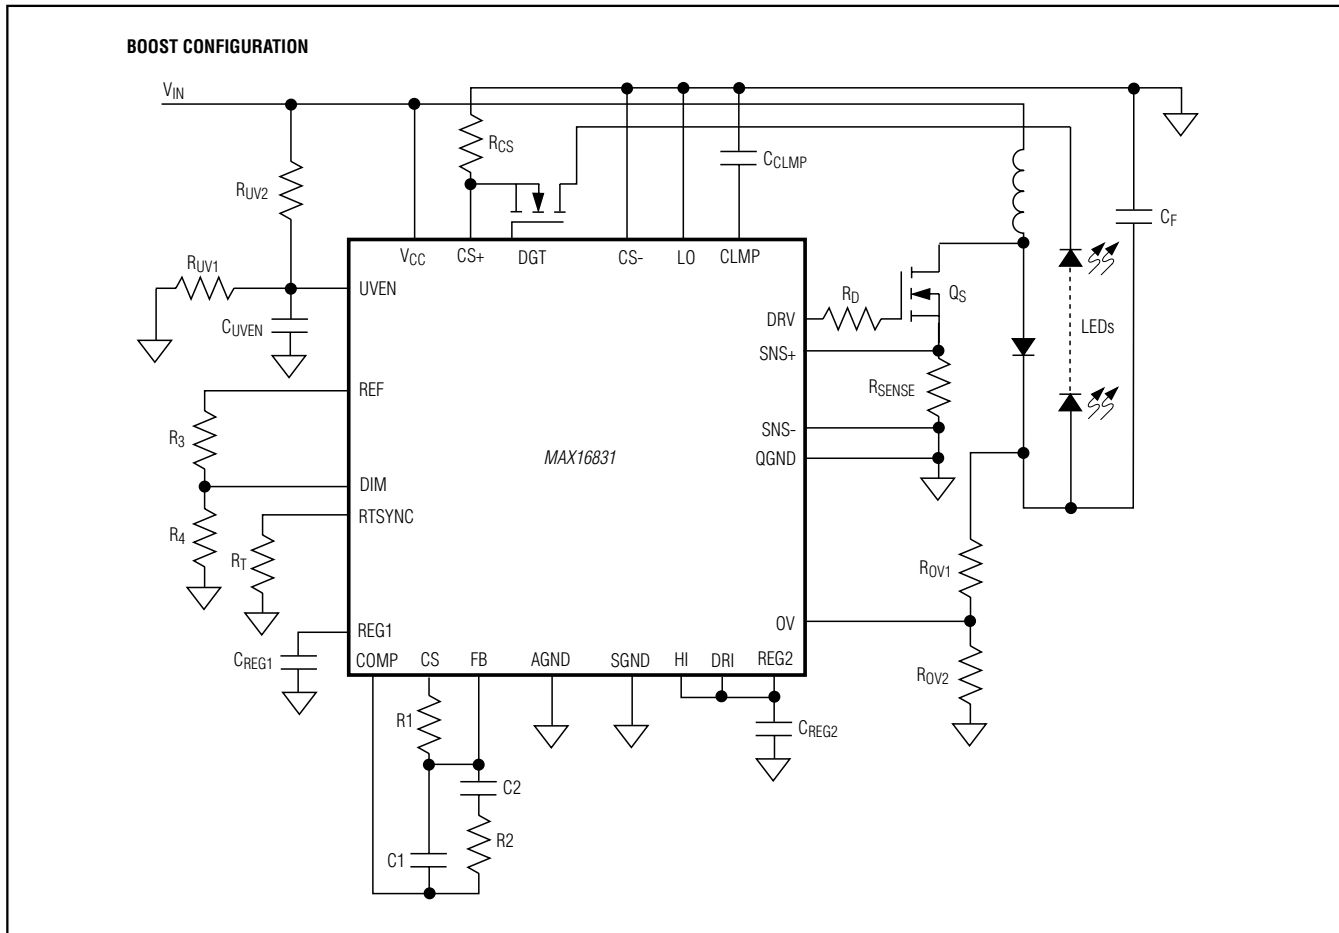 BOOST CONFIGURATION
VIN
RCS
CCLMP
RUV2
CF
VCC
CS+
DGT
CS-
LO
CLMP
RUV1
UVEN
CUVEN
DRV
RD
QS
LEDs
SNS+
REF
RSENSE
R3
SNS-
MAX16831
QGND
DIM
RTSYNC
R4
RT
ROV1
OV
REG1
CREG1
COMP
CS
FB
AGND
SGND
HI
DRI
REG2
ROV2
R1
CREG2
C2
R2
C1